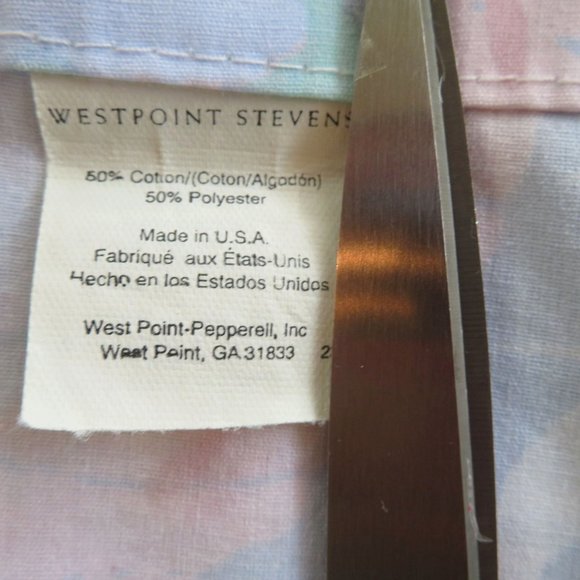 WESTPOINT STEVENS
50% Cotton/(Coton/Algodón)
50% Polyester
Made in U.S.A.
Fabriqué aux États-Unis
Hecho en los Estados Unidos
West Point-Pepperell, Inc
West Point, GA 31833